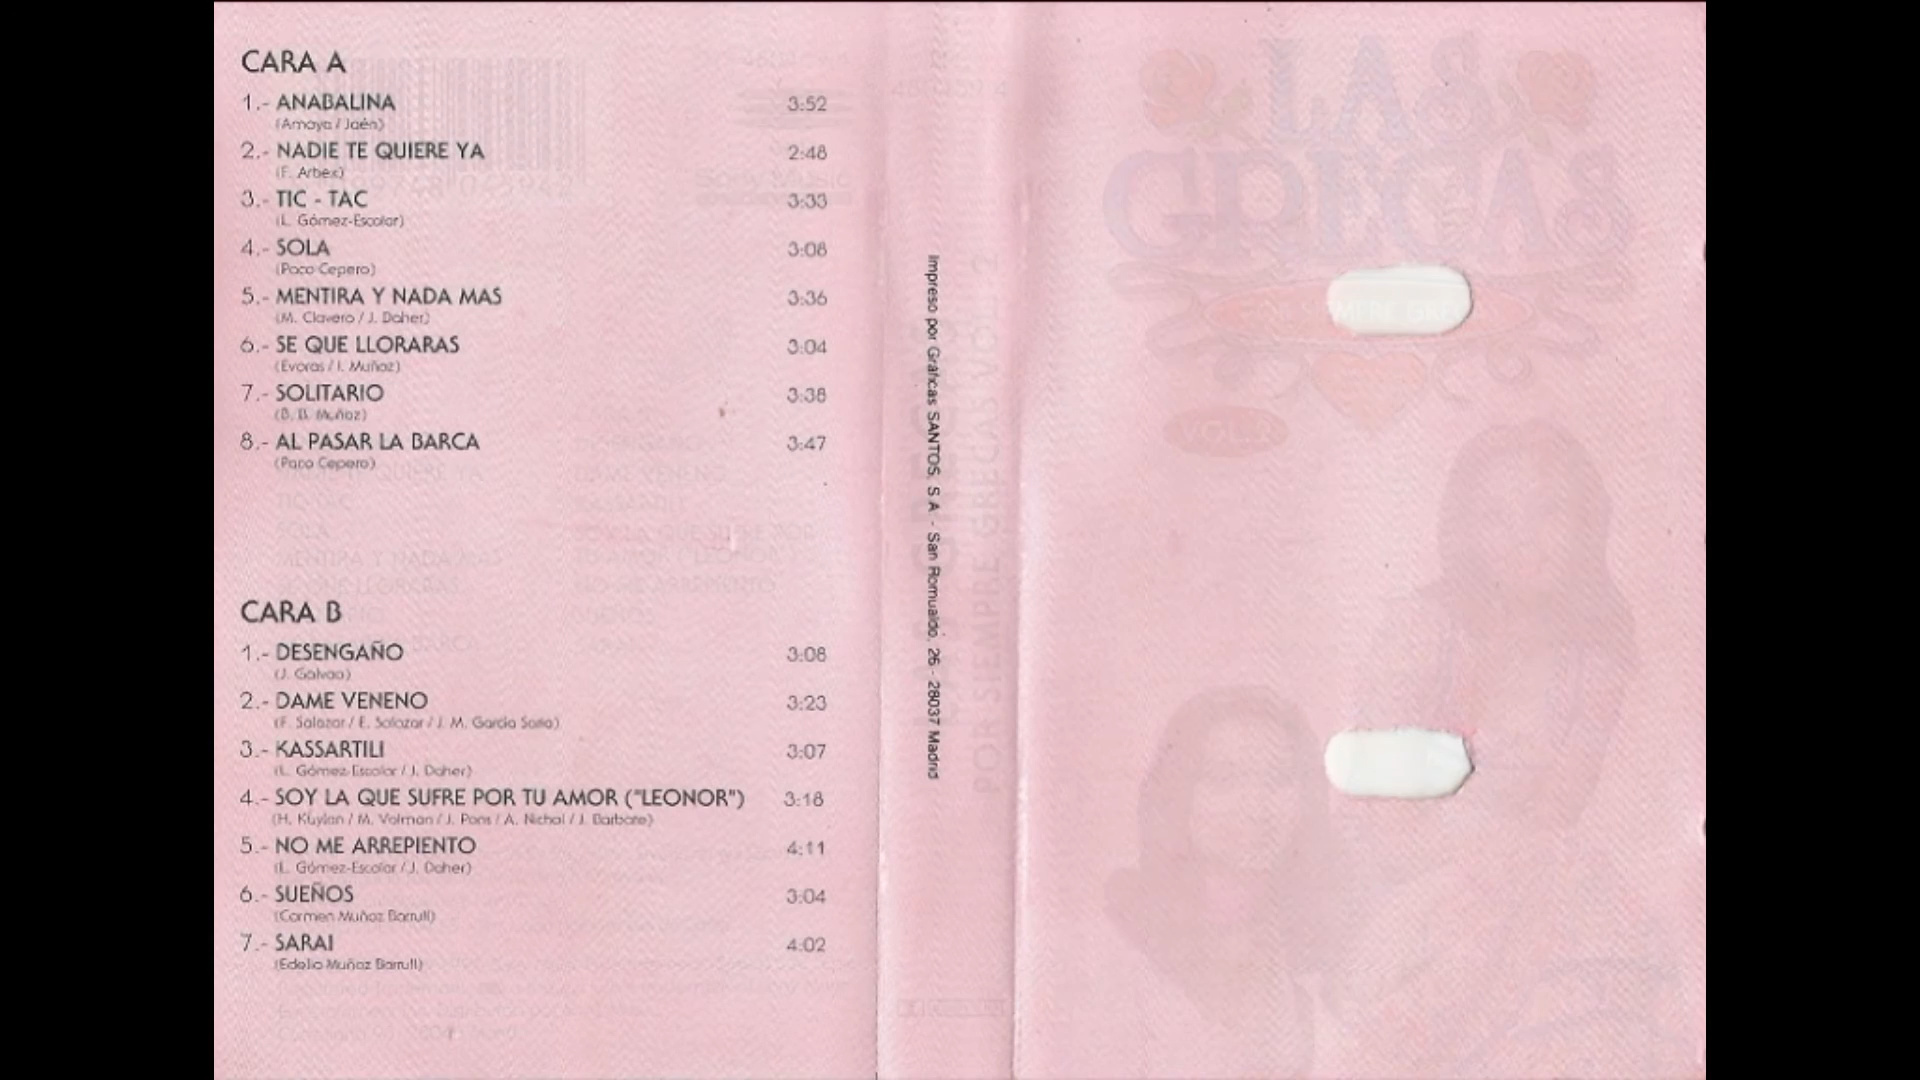 CARA A
1.- ANABALINA 3:52
(Amaya / Jaén)
2.- NADIE TE QUIERE YA 2:48
(F. Arbex)
3.- TIC - TAC 3:33
(L. Gómez-Escolar)
4.- SOLA 3:08
(Paco Cepero)
5.- MENTIRA Y NADA MAS 3:36
(M. Clavero / J. Daher)
6.- SE QUE LLORARAS 3:04
(Evoras / I. Muñoz)
7.- SOLITARIO 3:38
(B. B. Muñoz)
8.- AL PASAR LA BARCA 3:47
(Paco Cepero)
CARA B
1.- DESENGAÑO 3:08
(J. Galvao)
2.- DAME VENENO 3:23
(F. Salazar / E. Salazar / J. M. García Soria)
3.- KASSARTILI 3:07
(L. Gómez-Escolar / J. Daher)
4.- SOY LA QUE SUFRE POR TU AMOR ("LEONOR") 3:18
(H. Kuylan / M. Volman / J. Pons / A. Nichal / J. Barbate)
5.- NO ME ARREPIENTO 4:11
(L. Gómez-Escolar / J. Daher)
6.- SUEÑOS 3:04
(Carmen Muñoz Barrull)
7.- SARAI 4:02
(Edelia Muñoz Barrull)
Impreso por Gráficas SANTOS, S A - San Romualdo, 26 - 28037 Madrid
POR SIEMPRE GRECAS VOL. 2
LAS
GRECAS
VOL. 2